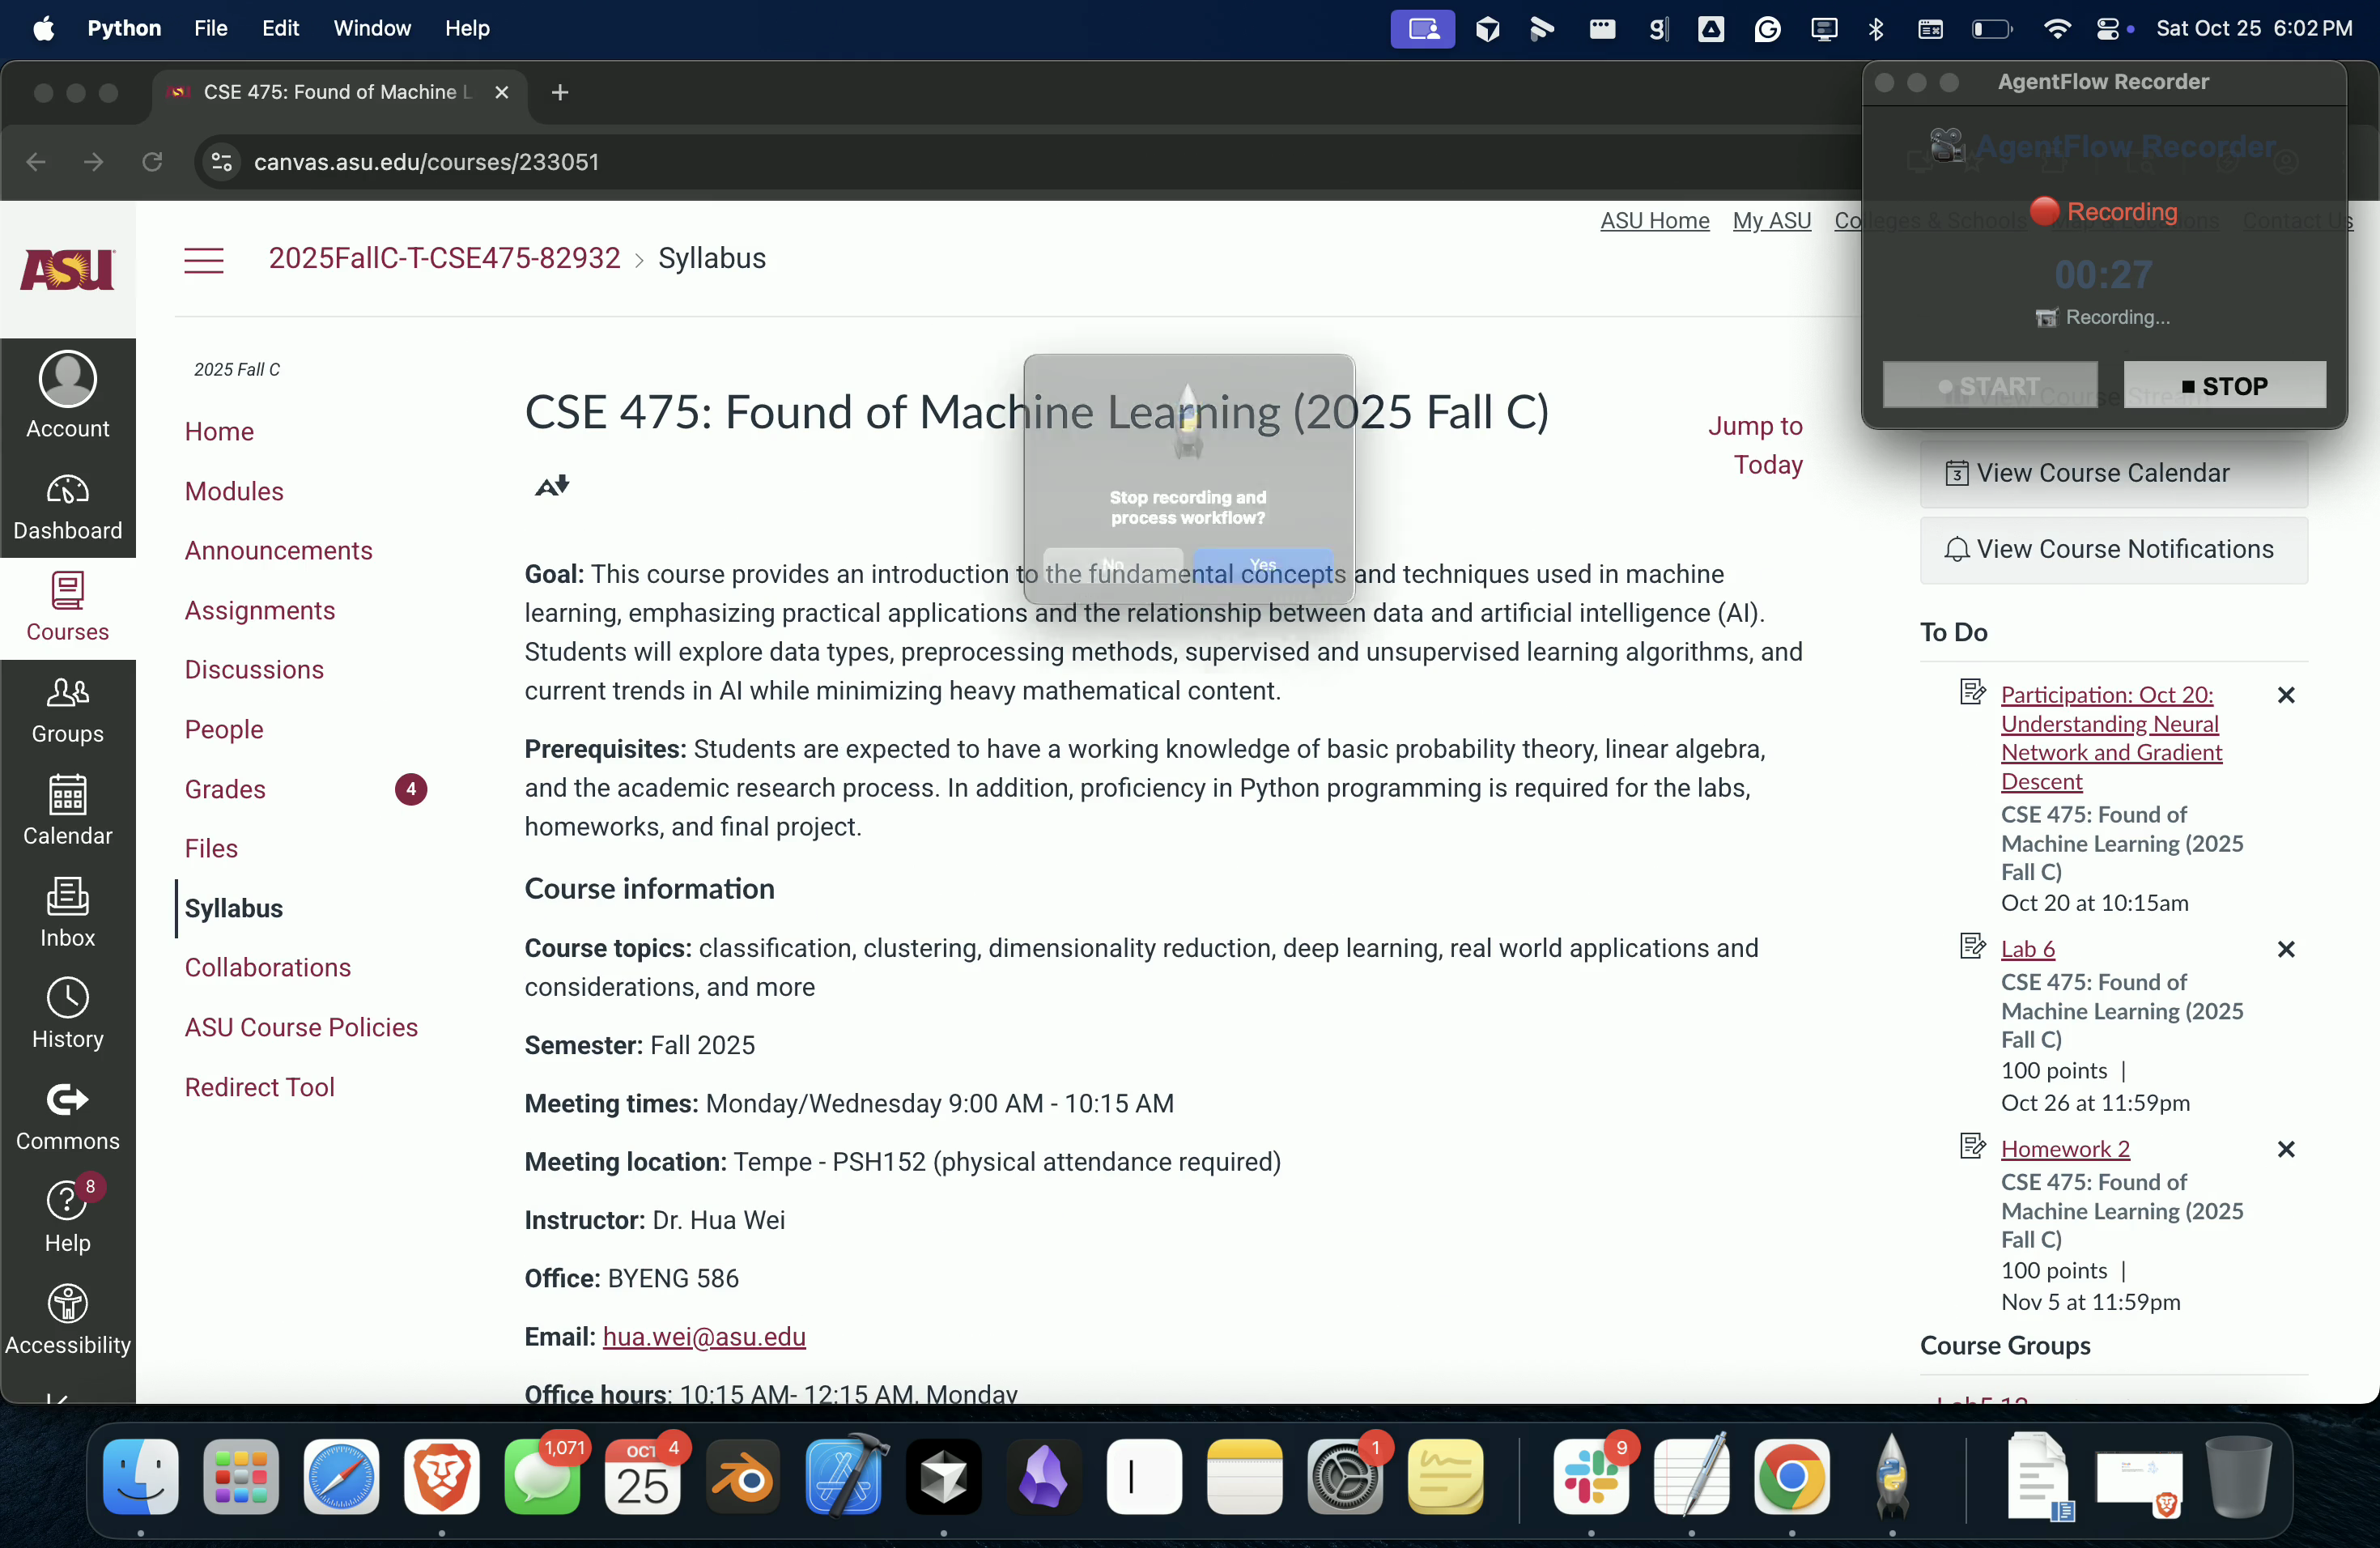 Python File Edit Window Help
Sat Oct 25 6:02 PM
CSE 475: Found of Machine L
canvas.asu.edu/courses/233051
AgentFlow Recorder
AgentFlow Recorder
Recording
00:27
Recording...
START
STOP
ASU Home My ASU Colleges & Schools Map & Locations Contact Us
ASU
Account
Dashboard
Courses
Groups
Calendar
Inbox
History
Commons
8
Help
Accessibility
2025FallC-T-CSE475-82932 › Syllabus
2025 Fall C
Home
Modules
Announcements
Assignments
Discussions
People
Grades 4
Files
Syllabus
Collaborations
ASU Course Policies
Redirect Tool
CSE 475: Found of Machine Learning (2025 Fall C)
Jump to
Today
Stop recording and
process workflow?
No Yes
Goal: This course provides an introduction to the fundamental concepts and techniques used in machine
learning, emphasizing practical applications and the relationship between data and artificial intelligence (AI).
Students will explore data types, preprocessing methods, supervised and unsupervised learning algorithms, and
current trends in AI while minimizing heavy mathematical content.
Prerequisites: Students are expected to have a working knowledge of basic probability theory, linear algebra,
and the academic research process. In addition, proficiency in Python programming is required for the labs,
homeworks, and final project.
Course information
Course topics: classification, clustering, dimensionality reduction, deep learning, real world applications and
considerations, and more
Semester: Fall 2025
Meeting times: Monday/Wednesday 9:00 AM - 10:15 AM
Meeting location: Tempe - PSH152 (physical attendance required)
Instructor: Dr. Hua Wei
Office: BYENG 586
Email: hua.wei@asu.edu
Office hours: 10:15 AM- 12:15 AM, Monday
View Course Stream
3 View Course Calendar
View Course Notifications
To Do
Participation: Oct 20:
Understanding Neural
Network and Gradient
Descent
CSE 475: Found of
Machine Learning (2025
Fall C)
Oct 20 at 10:15am
Lab 6
CSE 475: Found of
Machine Learning (2025
Fall C)
100 points |
Oct 26 at 11:59pm
Homework 2
CSE 475: Found of
Machine Learning (2025
Fall C)
100 points |
Nov 5 at 11:59pm
Course Groups
1,071
OCT 4
25
1
9